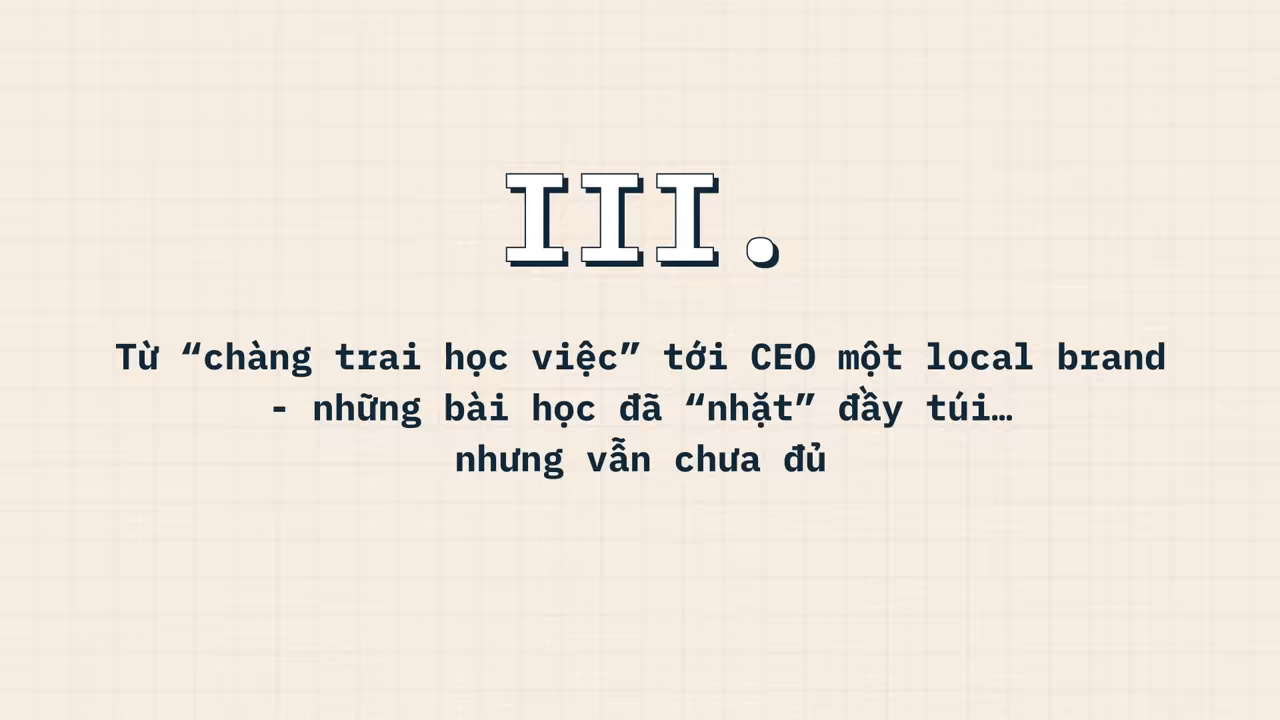 III.
Từ “chàng trai học việc” tới CEO một local brand
- những bài học đã “nhặt” đầy túi…
nhưng vẫn chưa đủ